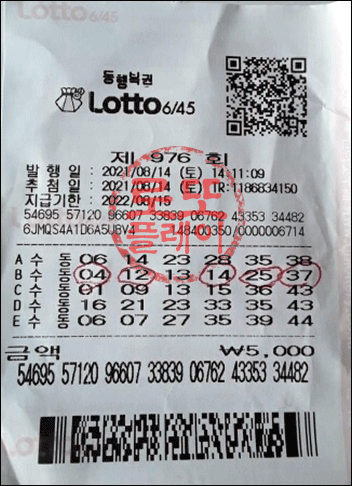 동행복권
Lotto 6/45
제 976 회
발 행 일 : 2021/08/14 (토) 14:11:09
추 첨 일 : 2021/08/14 (토) TR:1186834150
지급기한 : 2022/08/15
54695 57120 96607 33839 06762 43353 34482
6JMQS4A1D6A5U8V4 148400350/0000006714
로또
플레이
A 수 동 06 14 23 28 35 38
B 수 동 04 12 13 14 25 37
C 수 동 01 09 15 36 43
D 수 동 16 21 23 33 35 43
E 수 동 06 07 27 35 39 44
금액 ₩5,000
54695 57120 96607 33839 06762 43353 34482